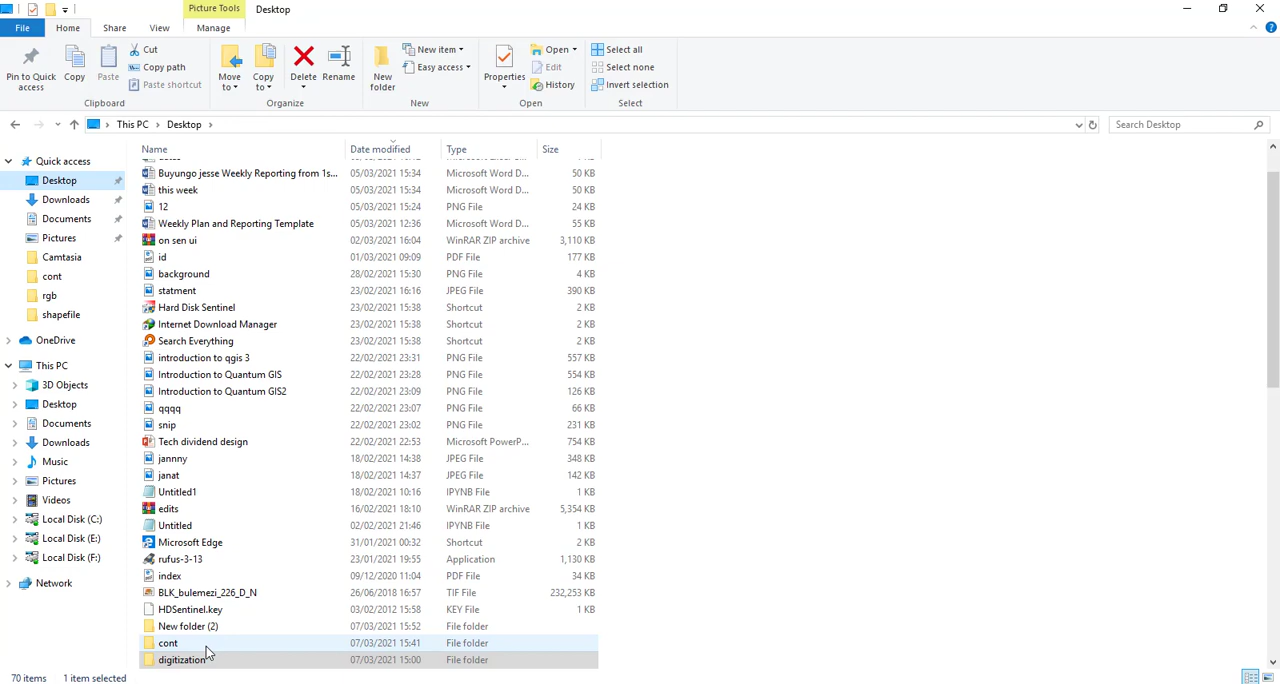 Picture Tools Desktop
File Home Share View Manage
Pin to Quick access
Copy
Paste
Cut
Copy path
Paste shortcut
Clipboard
Move to
Copy to
Delete
Rename
Organize
New folder
New item
Easy access
New
Properties
Open
Edit
History
Open
Select all
Select none
Invert selection
Select
This PC Desktop
Search Desktop
Quick access
Desktop
Downloads
Documents
Pictures
Camtasia
cont
rgb
shapefile
OneDrive
This PC
3D Objects
Desktop
Documents
Downloads
Music
Pictures
Videos
Local Disk (C:)
Local Disk (E:)
Local Disk (F:)
Network
Name Date modified Type Size
Buyungo jesse Weekly Reporting from 1s... 05/03/2021 15:34 Microsoft Word D... 50 KB
this week 05/03/2021 15:34 Microsoft Word D... 50 KB
12 05/03/2021 15:24 PNG File 24 KB
Weekly Plan and Reporting Template 05/03/2021 12:36 Microsoft Word D... 55 KB
on sen ui 02/03/2021 16:04 WinRAR ZIP archive 3,110 KB
id 01/03/2021 09:09 PDF File 177 KB
background 28/02/2021 15:30 PNG File 4 KB
statment 23/02/2021 16:16 JPEG File 390 KB
Hard Disk Sentinel 23/02/2021 15:38 Shortcut 2 KB
Internet Download Manager 23/02/2021 15:38 Shortcut 2 KB
Search Everything 23/02/2021 15:38 Shortcut 2 KB
introduction to qgis 3 22/02/2021 23:31 PNG File 557 KB
Introduction to Quantum GIS 22/02/2021 23:28 PNG File 554 KB
Introduction to Quantum GIS2 22/02/2021 23:09 PNG File 126 KB
qqqq 22/02/2021 23:07 PNG File 66 KB
snip 22/02/2021 23:02 PNG File 231 KB
Tech dividend design 22/02/2021 22:53 Microsoft PowerP... 754 KB
jannny 18/02/2021 14:38 JPEG File 348 KB
janat 18/02/2021 14:37 JPEG File 142 KB
Untitled1 18/02/2021 10:16 IPYNB File 1 KB
edits 16/02/2021 18:10 WinRAR ZIP archive 5,354 KB
Untitled 02/02/2021 21:46 IPYNB File 1 KB
Microsoft Edge 31/01/2021 00:32 Shortcut 2 KB
rufus-3-13 23/01/2021 19:55 Application 1,130 KB
index 09/12/2020 11:04 PDF File 34 KB
BLK_bulemezi_226_D_N 26/06/2018 16:57 TIF File 232,253 KB
HDSentinel.key 03/02/2012 15:58 KEY File 1 KB
New folder (2) 07/03/2021 15:52 File folder
cont 07/03/2021 15:41 File folder
digitization 07/03/2021 15:00 File folder
70 items 1 item selected